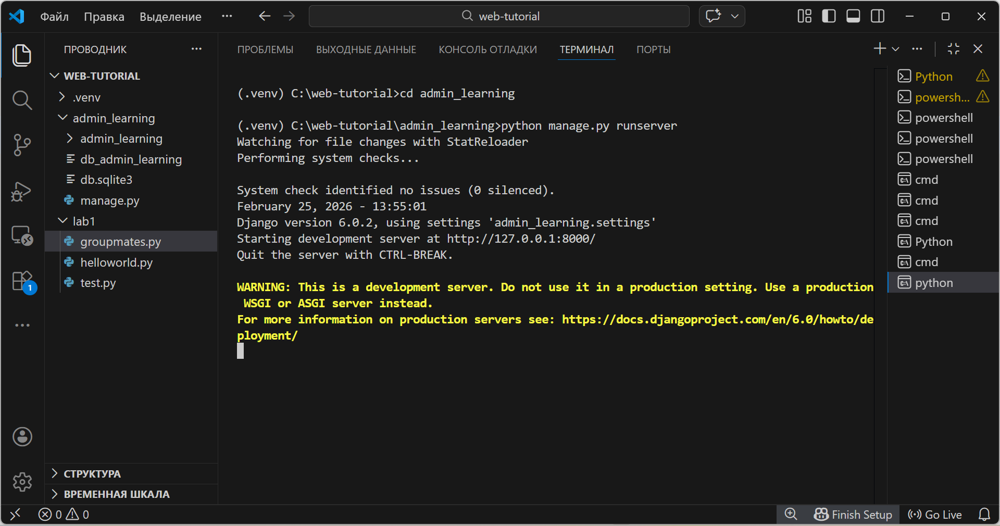 Файл Правка Выделение ··· web-tutorial
ПРОВОДНИК ···
WEB-TUTORIAL
.venv
admin_learning
admin_learning
db_admin_learning
db.sqlite3
manage.py
lab1
groupmates.py
helloworld.py
test.py
1
СТРУКТУРА
ВРЕМЕННАЯ ШКАЛА
ПРОБЛЕМЫ ВЫХОДНЫЕ ДАННЫЕ КОНСОЛЬ ОТЛАДКИ ТЕРМИНАЛ ПОРТЫ
(.venv) C:\web-tutorial>cd admin_learning
(.venv) C:\web-tutorial\admin_learning>python manage.py runserver
Watching for file changes with StatReloader
Performing system checks...
System check identified no issues (0 silenced).
February 25, 2026 - 13:55:01
Django version 6.0.2, using settings 'admin_learning.settings'
Starting development server at http://127.0.0.1:8000/
Quit the server with CTRL-BREAK.
WARNING: This is a development server. Do not use it in a production setting. Use a production
WSGI or ASGI server instead.
For more information on production servers see: https://docs.djangoproject.com/en/6.0/howto/de
ployment/
Python
powersh...
powershell
powershell
powershell
cmd
cmd
cmd
Python
cmd
python
0 0 Finish Setup Go Live